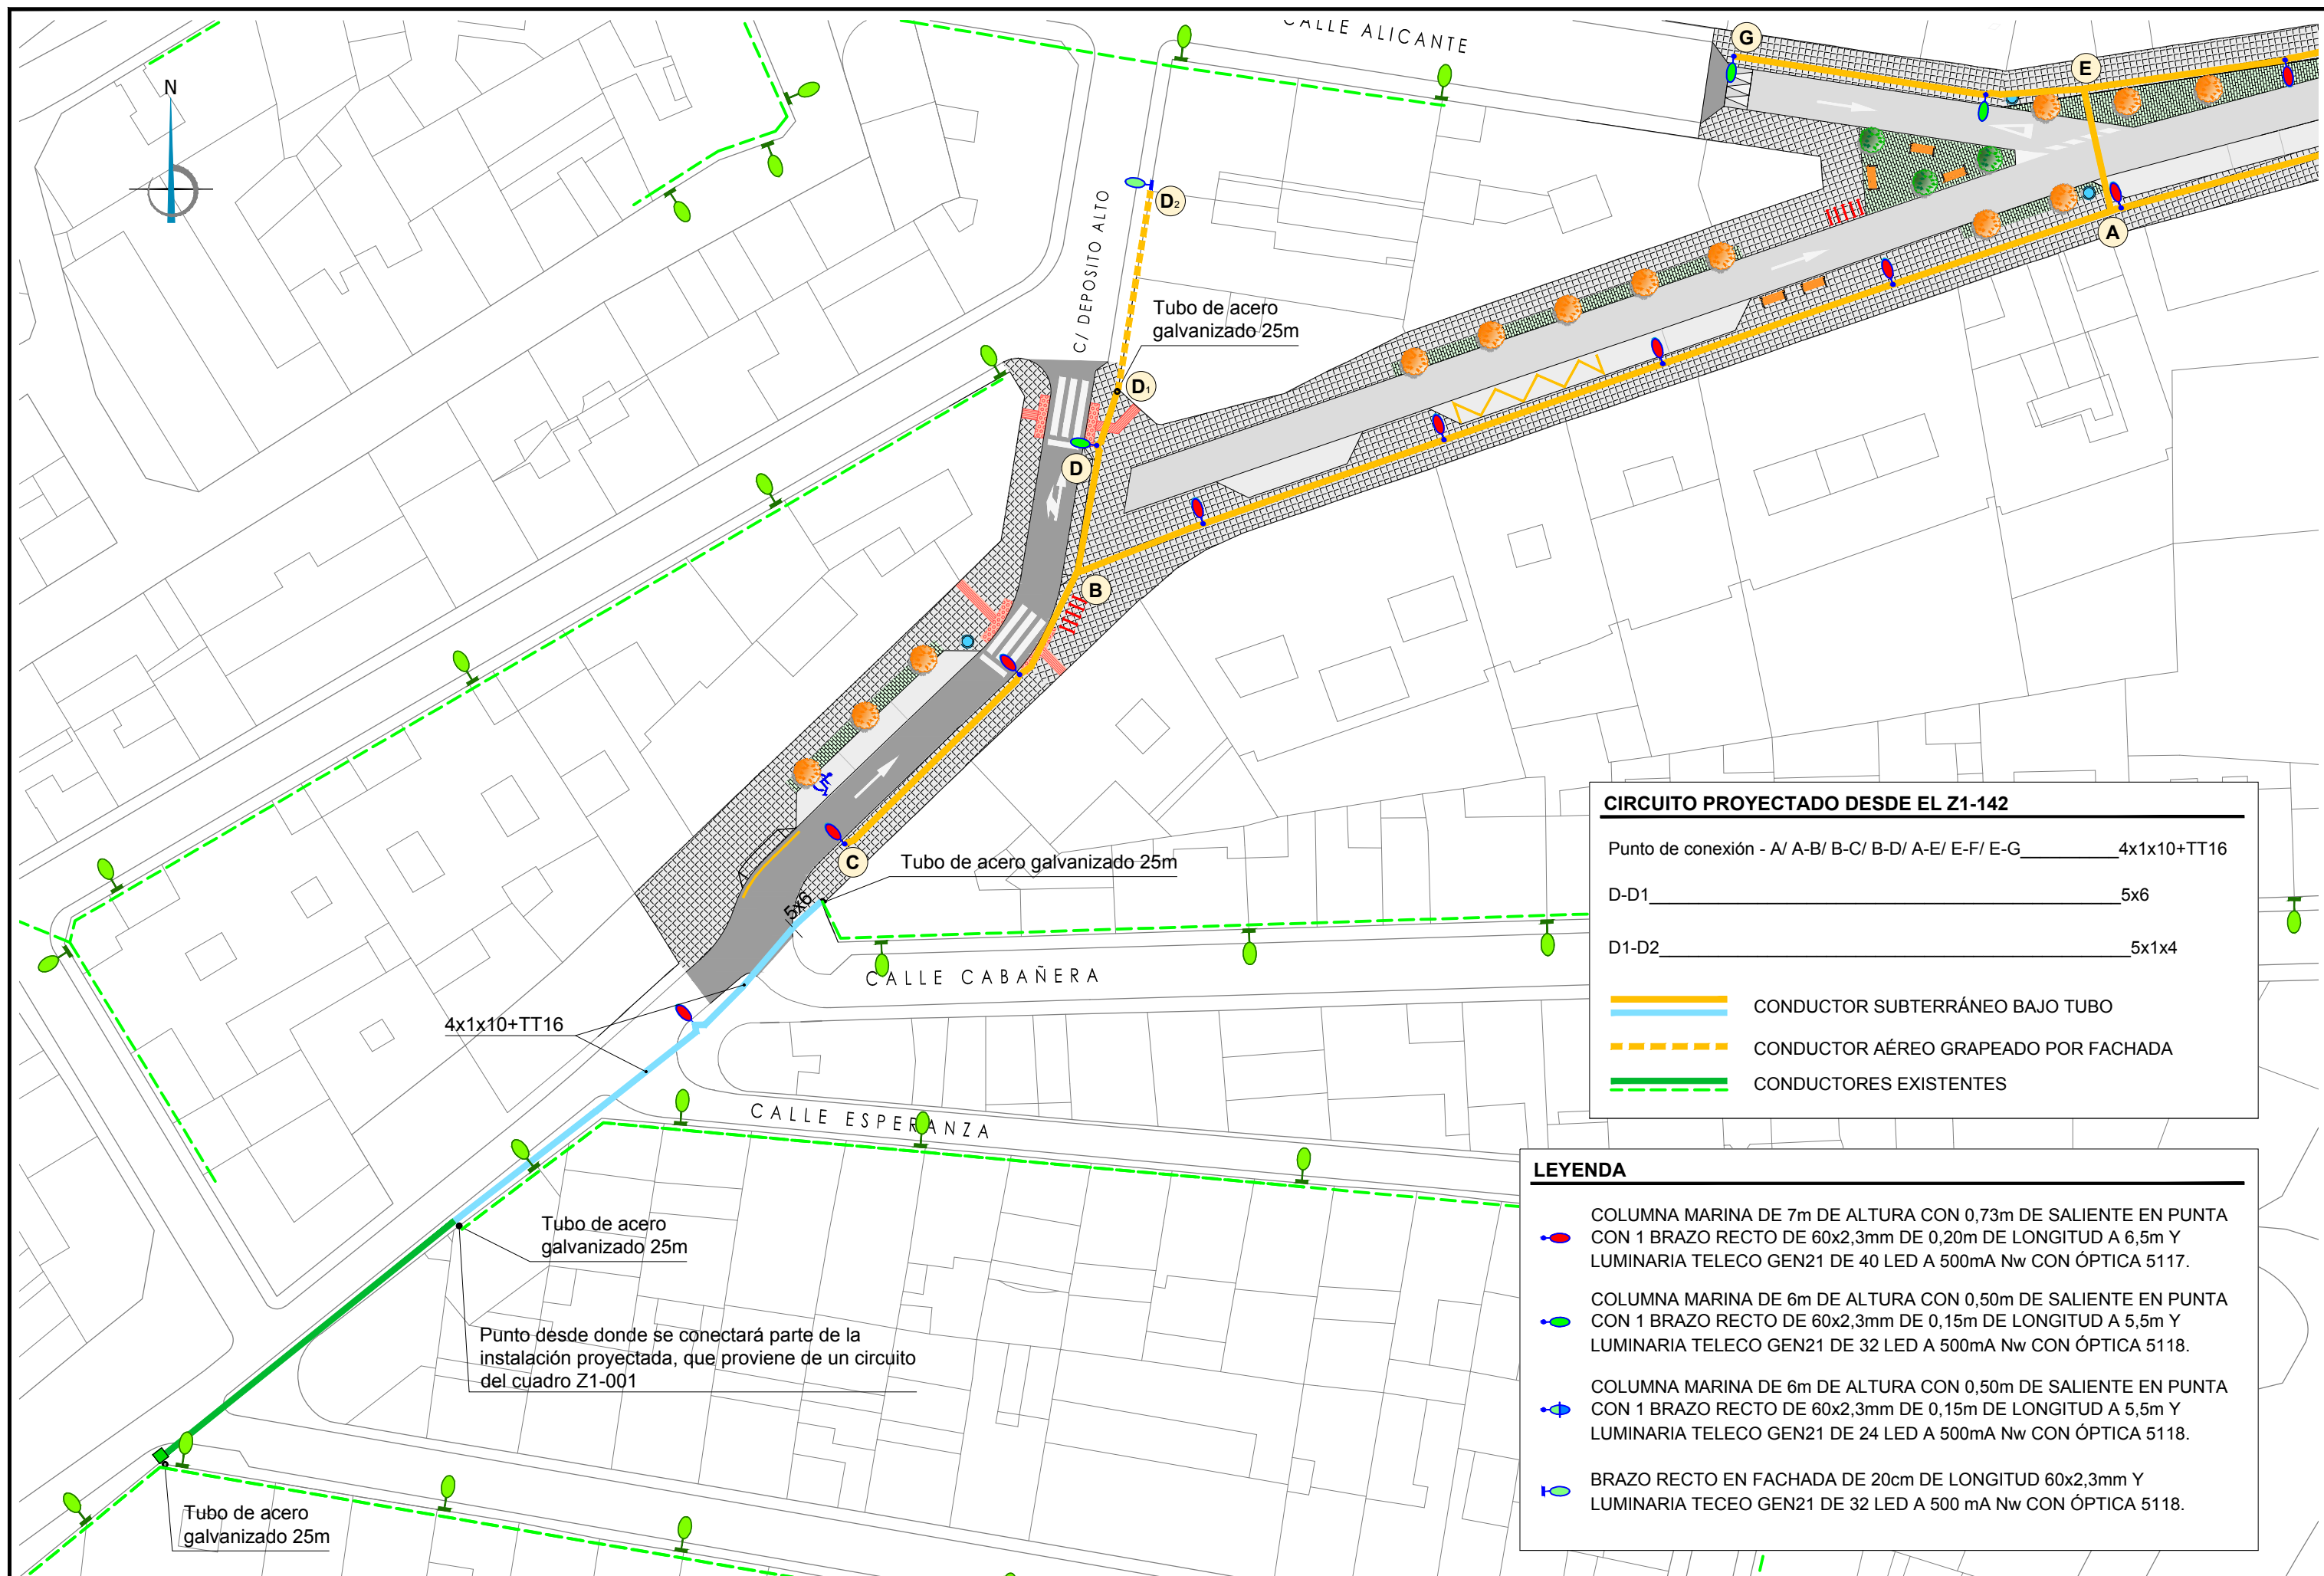 CALLE ALICANTE
G
E
N
D2
A
C/ DEPOSITO ALTO
Tubo de acero
galvanizado 25m
D1
D
B
C
Tubo de acero galvanizado 25m
5x6
CALLE CABAÑERA
4x1x10+TT16
CALLE ESPERANZA
Tubo de acero
galvanizado 25m
Punto desde donde se conectará parte de la
instalación proyectada, que proviene de un circuito
del cuadro Z1-001
Tubo de acero
galvanizado 25m
CIRCUITO PROYECTADO DESDE EL Z1-142
Punto de conexión - A/ A-B/ B-C/ B-D/ A-E/ E-F/ E-G__________4x1x10+TT16
D-D1________________________________________________5x6
D1-D2________________________________________________5x1x4
CONDUCTOR SUBTERRÁNEO BAJO TUBO
CONDUCTOR AÉREO GRAPEADO POR FACHADA
CONDUCTORES EXISTENTES
LEYENDA
COLUMNA MARINA DE 7m DE ALTURA CON 0,73m DE SALIENTE EN PUNTA
CON 1 BRAZO RECTO DE 60x2,3mm DE 0,20m DE LONGITUD A 6,5m Y
LUMINARIA TELECO GEN21 DE 40 LED A 500mA Nw CON ÓPTICA 5117.
COLUMNA MARINA DE 6m DE ALTURA CON 0,50m DE SALIENTE EN PUNTA
CON 1 BRAZO RECTO DE 60x2,3mm DE 0,15m DE LONGITUD A 5,5m Y
LUMINARIA TELECO GEN21 DE 32 LED A 500mA Nw CON ÓPTICA 5118.
COLUMNA MARINA DE 6m DE ALTURA CON 0,50m DE SALIENTE EN PUNTA
CON 1 BRAZO RECTO DE 60x2,3mm DE 0,15m DE LONGITUD A 5,5m Y
LUMINARIA TELECO GEN21 DE 24 LED A 500mA Nw CON ÓPTICA 5118.
BRAZO RECTO EN FACHADA DE 20cm DE LONGITUD 60x2,3mm Y
LUMINARIA TECEO GEN21 DE 32 LED A 500 mA Nw CON ÓPTICA 5118.